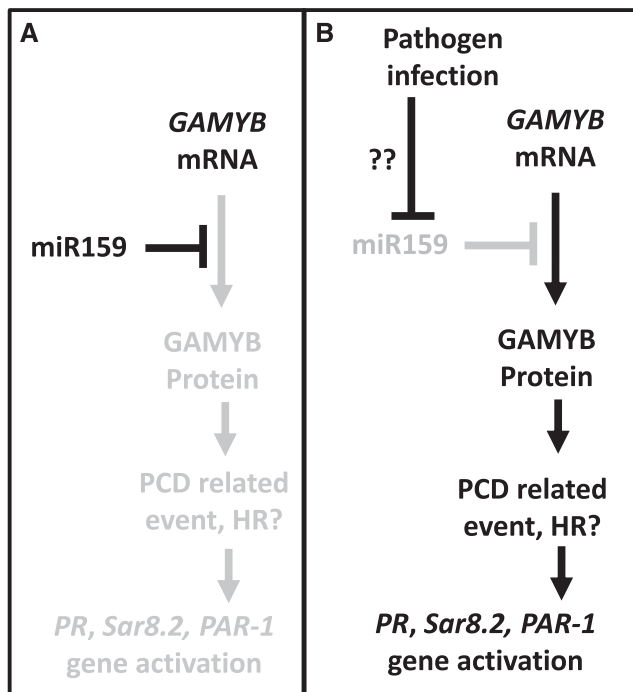 A
GAMYB
mRNA
miR159
GAMYB
Protein
PCD related
event, HR?
PR, Sar8.2, PAR-1
gene activation
B
Pathogen
infection
??
GAMYB
mRNA
miR159
GAMYB
Protein
PCD related
event, HR?
PR, Sar8.2, PAR-1
gene activation